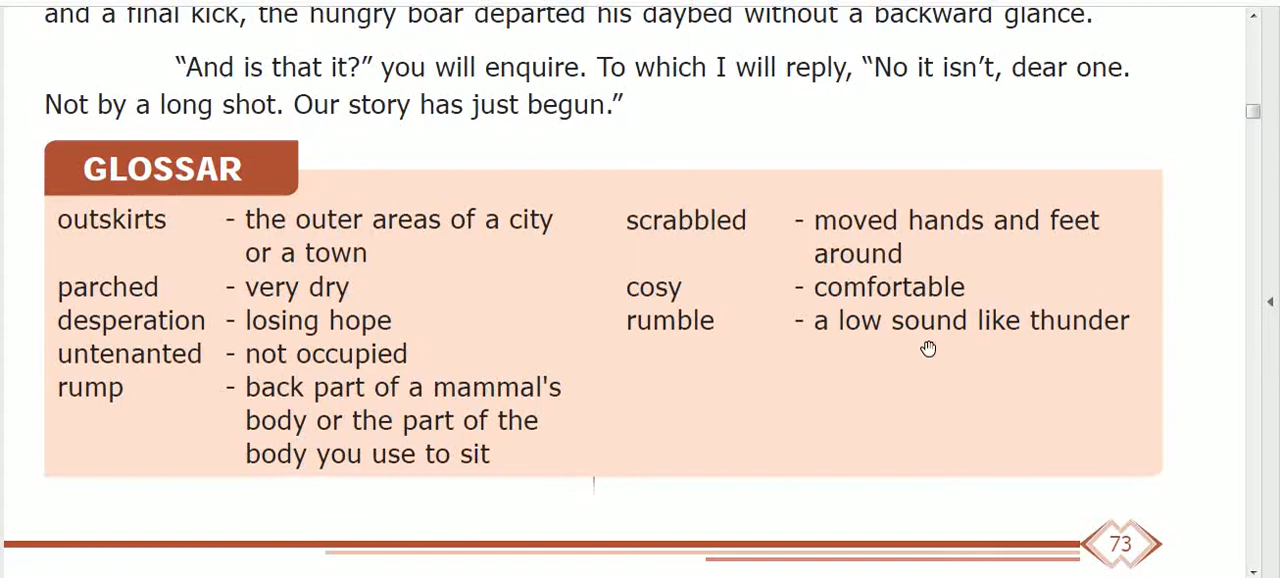 and a final kick, the hungry boar departed his daybed without a backward glance.
“And is that it?” you will enquire. To which I will reply, “No it isn’t, dear one.
Not by a long shot. Our story has just begun.”
GLOSSAR
outskirts - the outer areas of a city
or a town
parched - very dry
desperation - losing hope
untenanted - not occupied
rump - back part of a mammal's
body or the part of the
body you use to sit
scrabbled - moved hands and feet
around
cosy - comfortable
rumble - a low sound like thunder
73